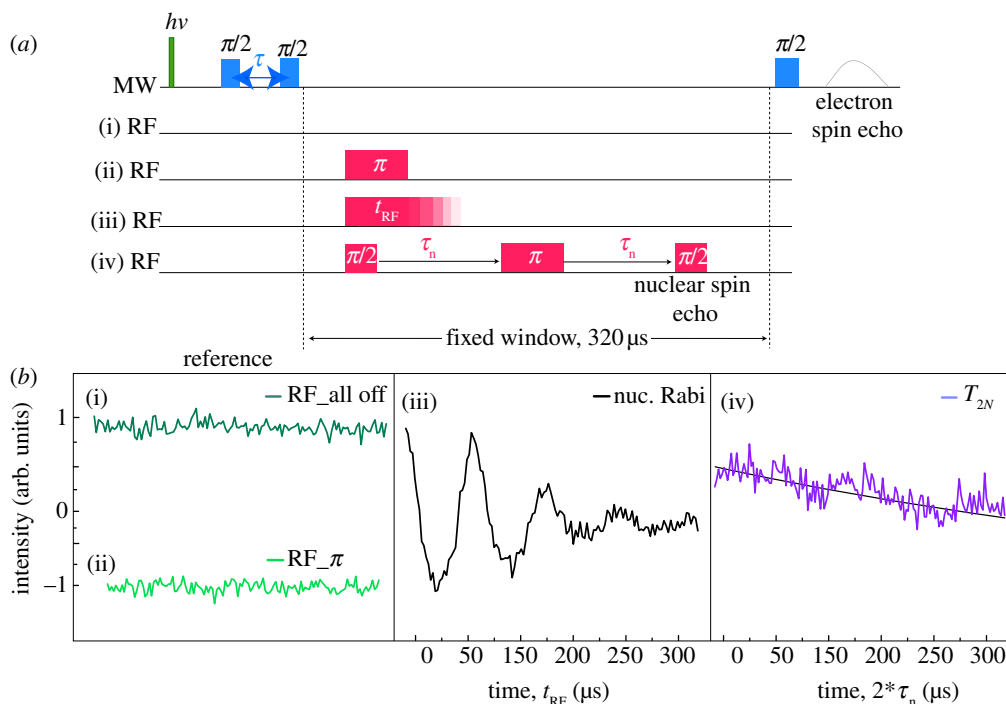 (a)
hν
π/2 π/2 π/2
τ
MW
electron
spin echo
(i) RF
(ii) RF π
(iii) RF t_RF
(iv) RF π/2 τ_n π τ_n π/2
nuclear spin
echo
fixed window, 320 µs
reference
(b)
(i) RF_all off
(ii) RF_π
(iii) nuc. Rabi
(iv) T_2N
intensity (arb. units)
1
0
−1
0 50 150 200 250 300
0 50 150 200 250 300
time, t_RF (µs)
time, 2*τ_n (µs)